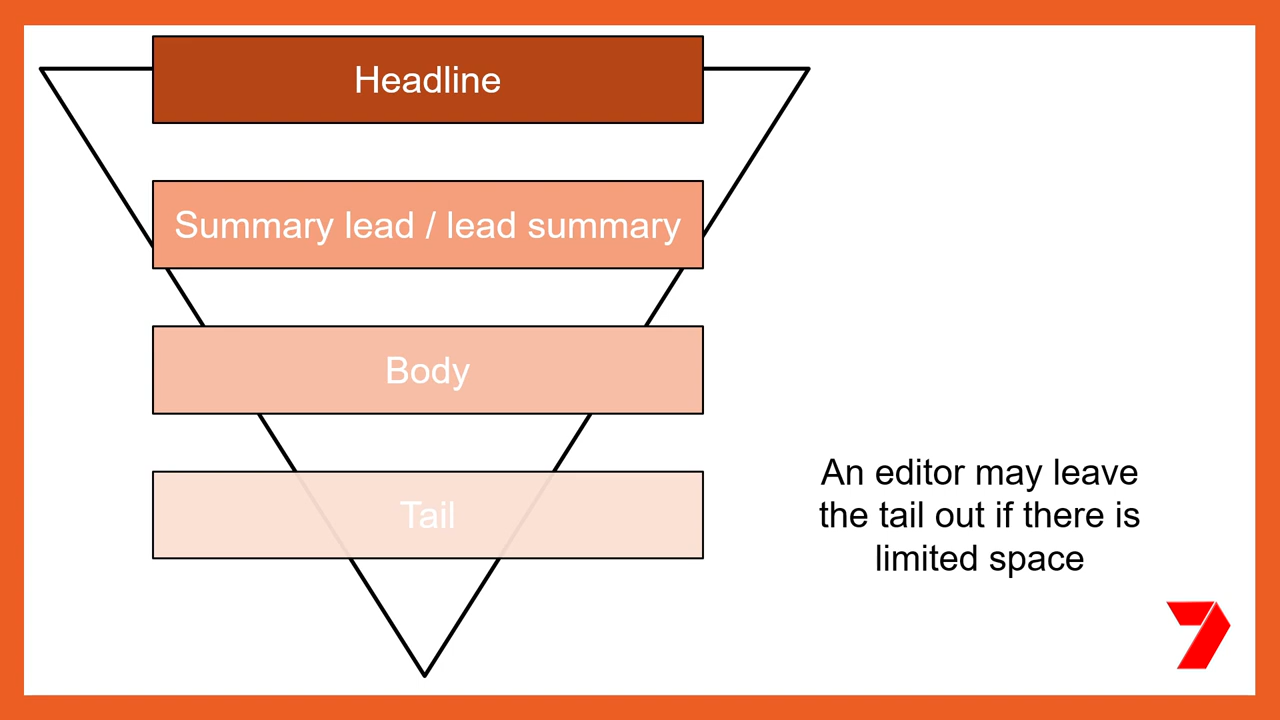 Headline
Summary lead / lead summary
Body
Tail
An editor may leave
the tail out if there is
limited space